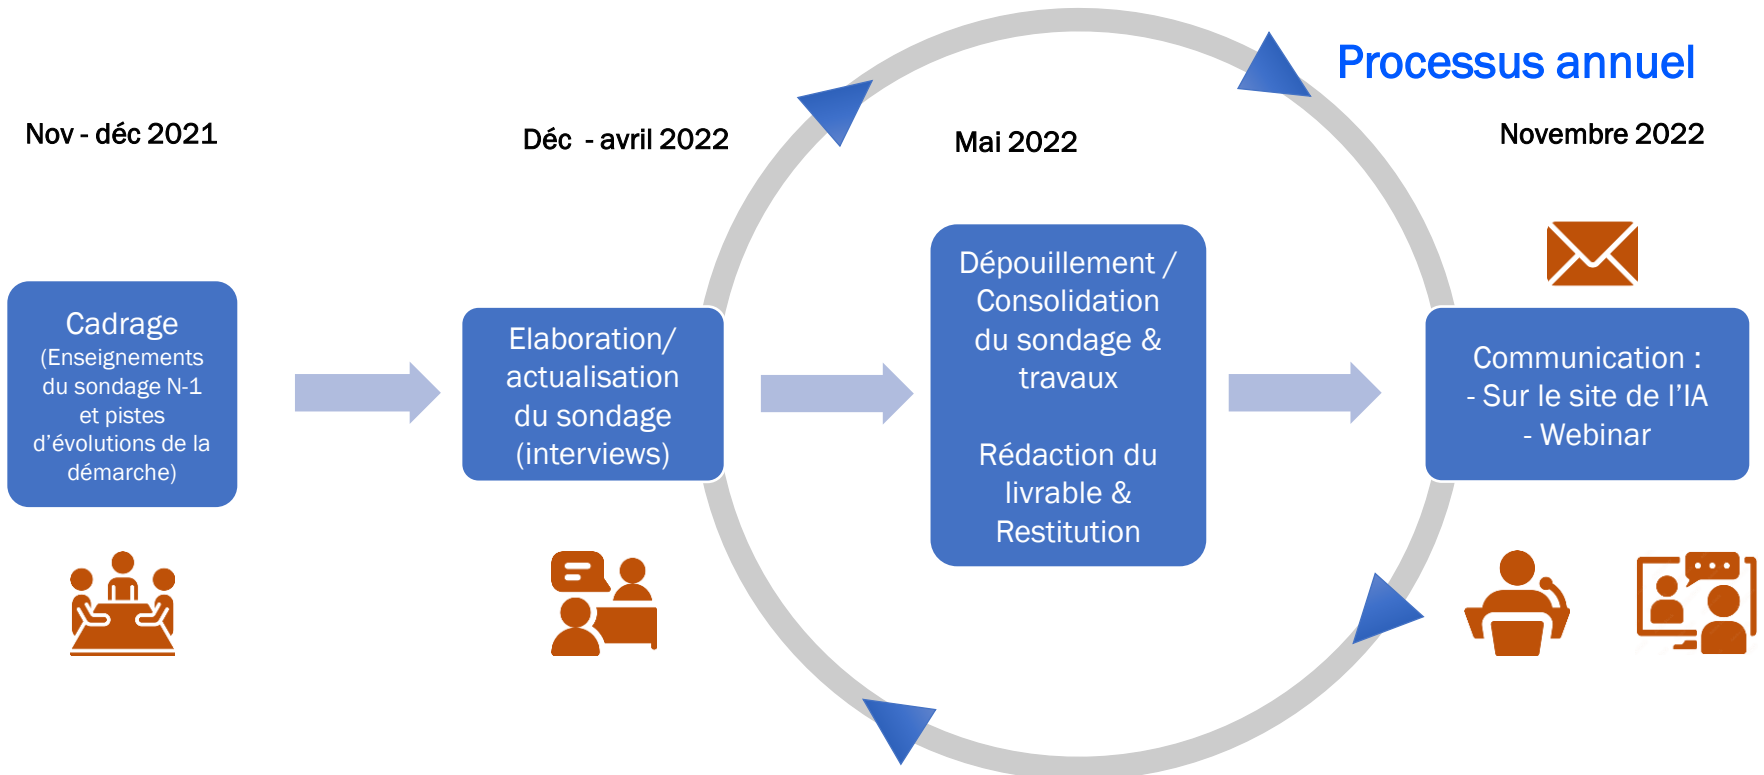 Processus annuel
Nov - déc 2021
Déc - avril 2022
Mai 2022
Novembre 2022
Cadrage
(Enseignements
du sondage N-1
et pistes
d’évolutions de la
démarche)
Elaboration/
actualisation
du sondage
(interviews)
Dépouillement /
Consolidation
du sondage &
travaux
Rédaction du
livrable &
Restitution
Communication :
- Sur le site de l’IA
- Webinar